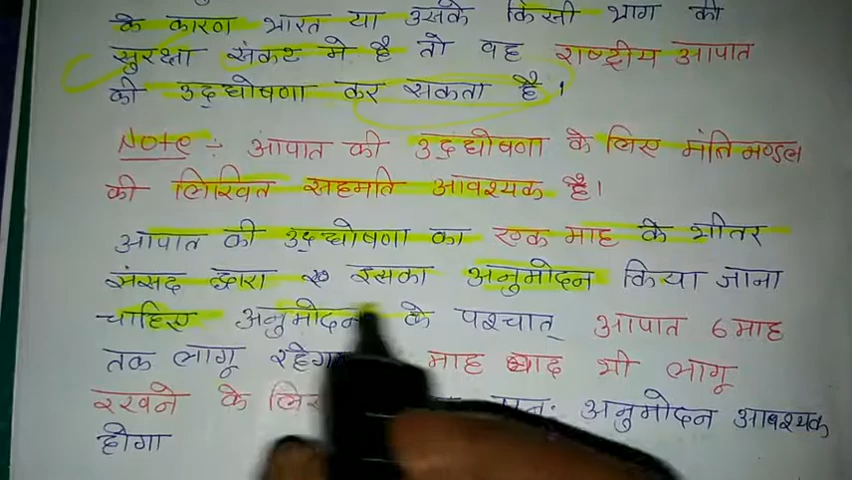 के कारण भारत या उसके किसी भाग की
सुरक्षा संकट मे है तो वह राष्ट्रीय आपात
की उद्घोषणा कर सकता है।
Note :- आपात की उद्घोषणा के लिए मंत्रिमण्डल
की लिखित सहमति आवश्यक है।
आपात की उद्घोषणा का एक माह के भीतर
संसद द्वारा इसका अनुमोदन किया जाना
चाहिए अनुमोदन के पश्चात् आपात 6 माह
तक लागू रहेगा माह बाद भी लागू
रखने के पुनः अनुमोदन आवश्यक
होगा